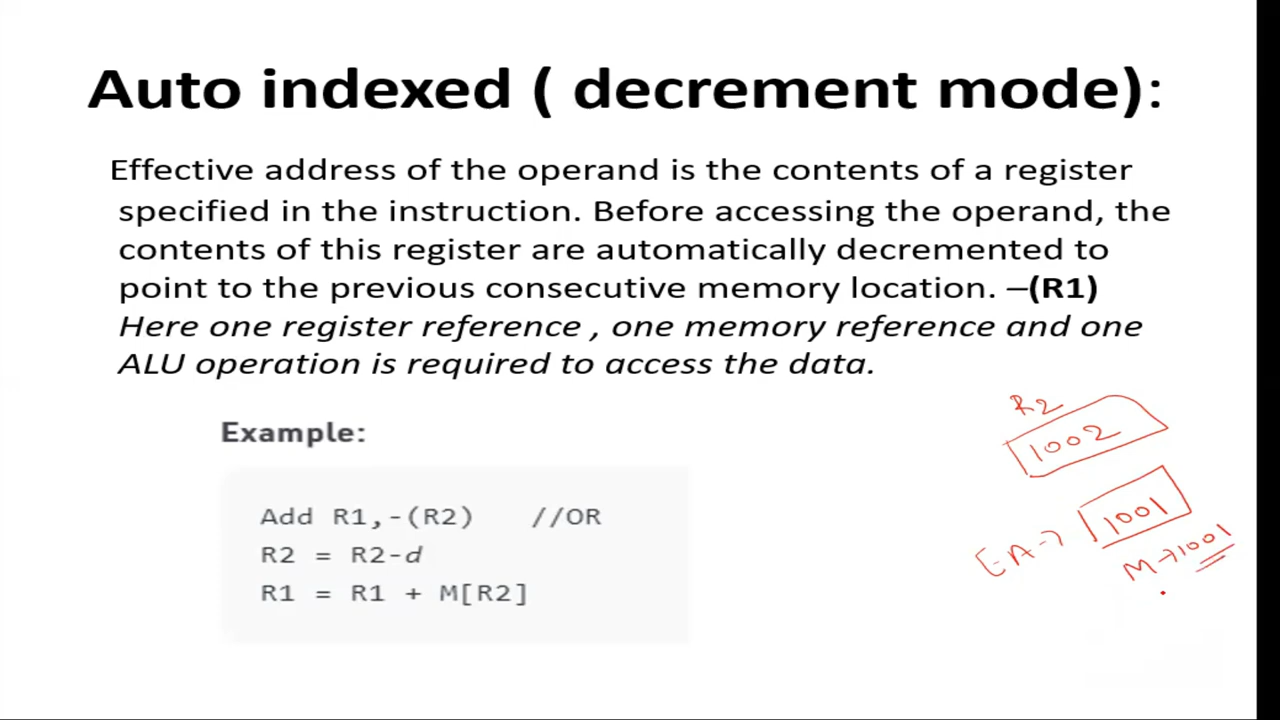 Auto indexed ( decrement mode):
Effective address of the operand is the contents of a register
specified in the instruction. Before accessing the operand, the
contents of this register are automatically decremented to
point to the previous consecutive memory location. –(R1)
Here one register reference , one memory reference and one
ALU operation is required to access the data.
Example:
Add R1,-(R2) //OR
R2 = R2-d
R1 = R1 + M[R2]
R2
1002
EA→ 1001
M→1001